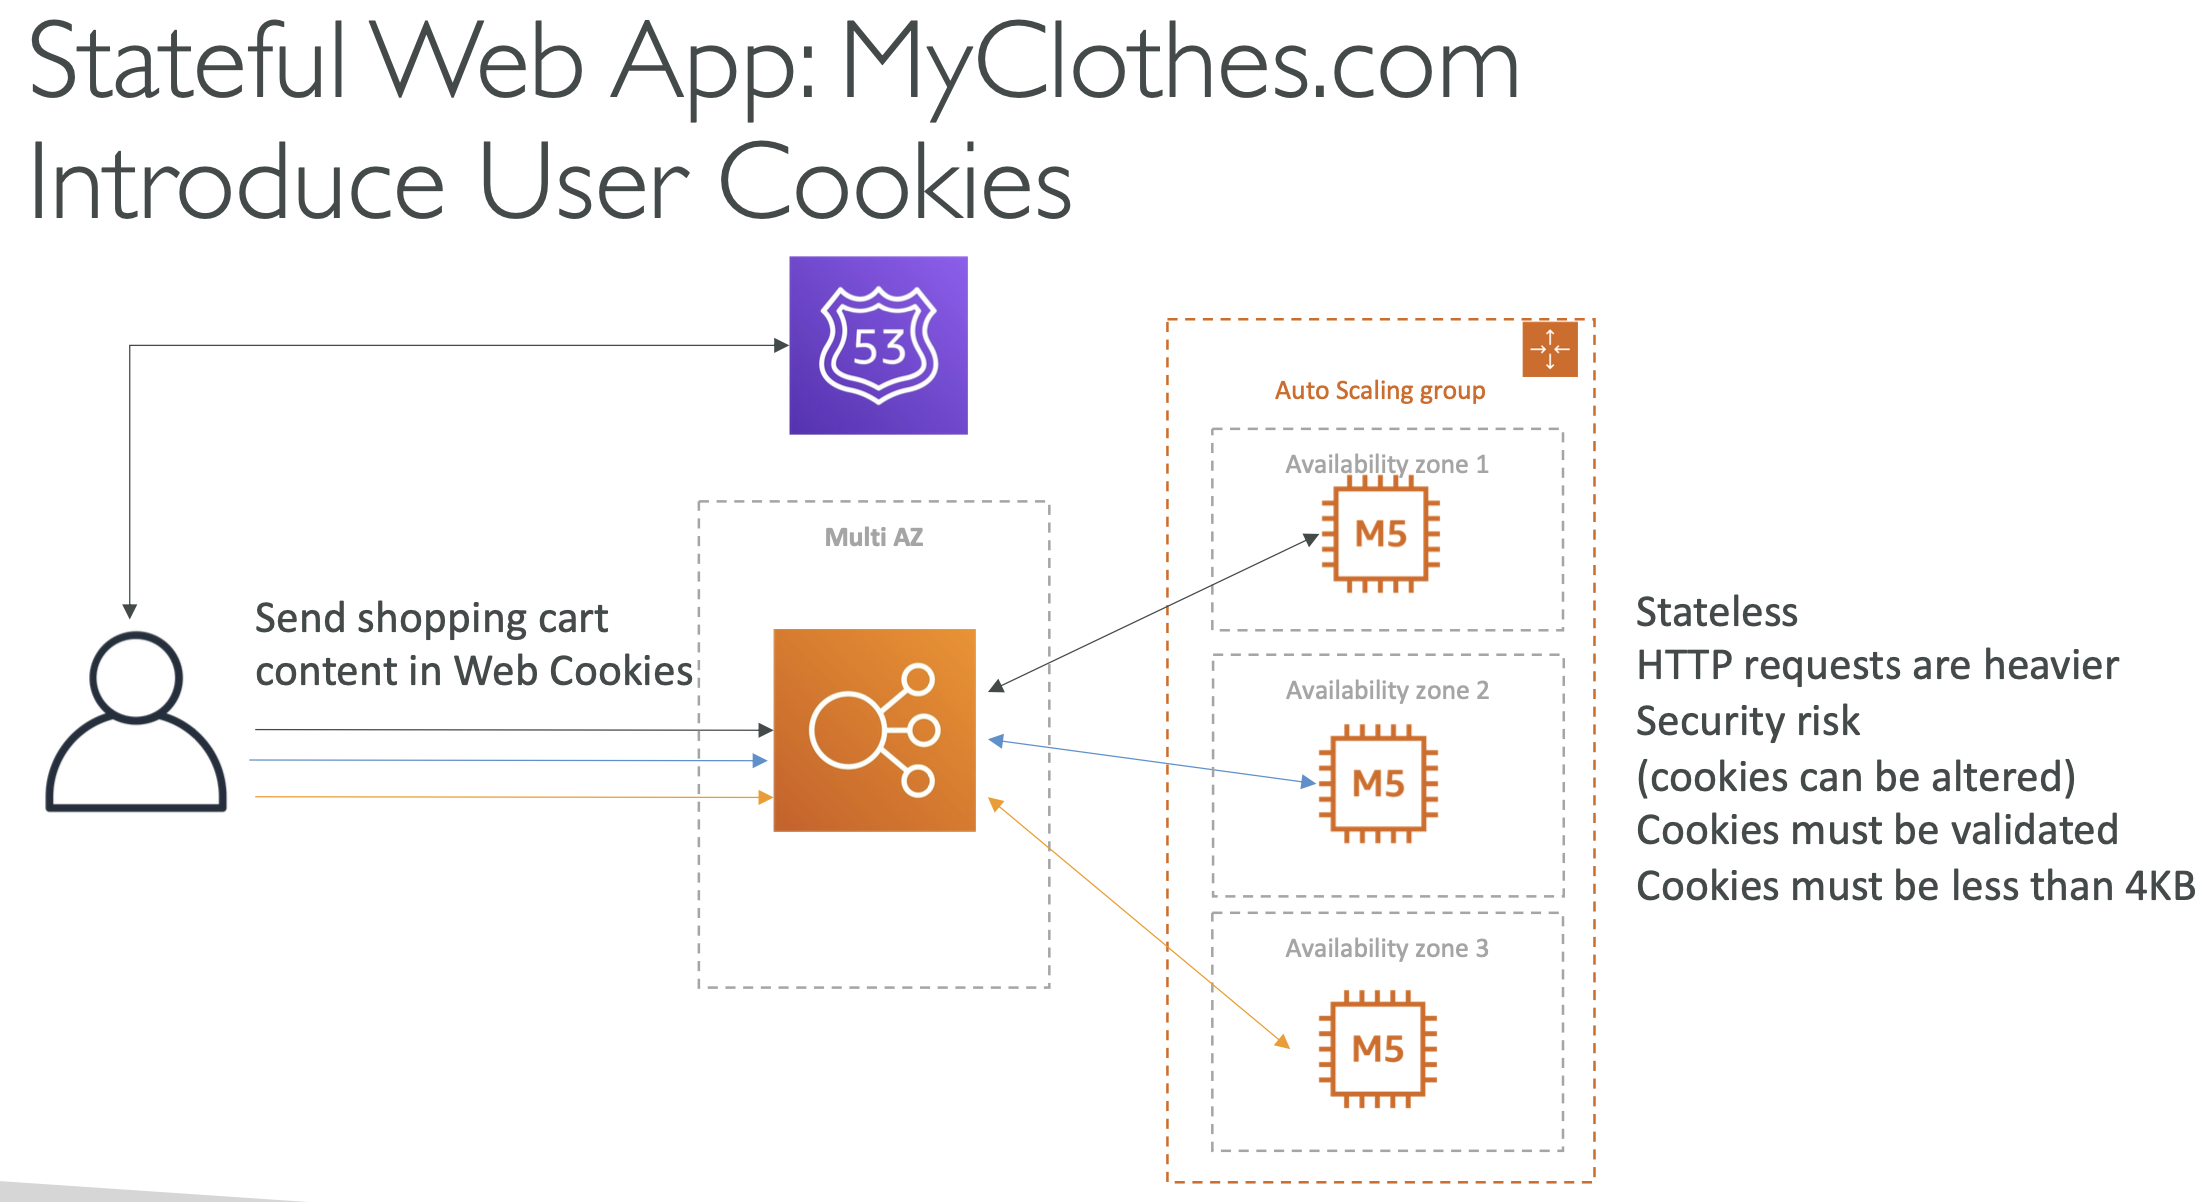 Stateful Web App: MyClothes.com
Introduce User Cookies
53
Auto Scaling group
Availability zone 1
M5
Multi AZ
Send shopping cart
content in Web Cookies
Availability zone 2
M5
Availability zone 3
M5
Stateless
HTTP requests are heavier
Security risk
(cookies can be altered)
Cookies must be validated
Cookies must be less than 4KB